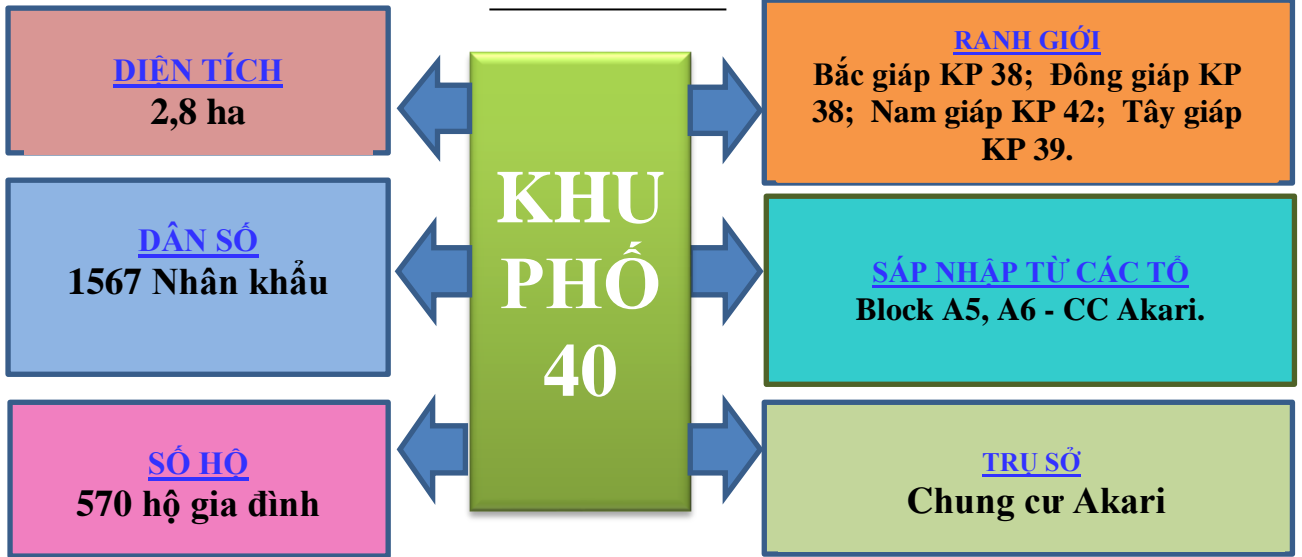 DIỆN TÍCH
2,8 ha
DÂN SỐ
1567 Nhân khẩu
SỐ HỘ
570 hộ gia đình
KHU
PHỐ
40
RANH GIỚI
Bắc giáp KP 38; Đông giáp KP
38; Nam giáp KP 42; Tây giáp
KP 39.
SÁP NHẬP TỪ CÁC TỔ
Block A5, A6 - CC Akari.
TRỤ SỞ
Chung cư Akari